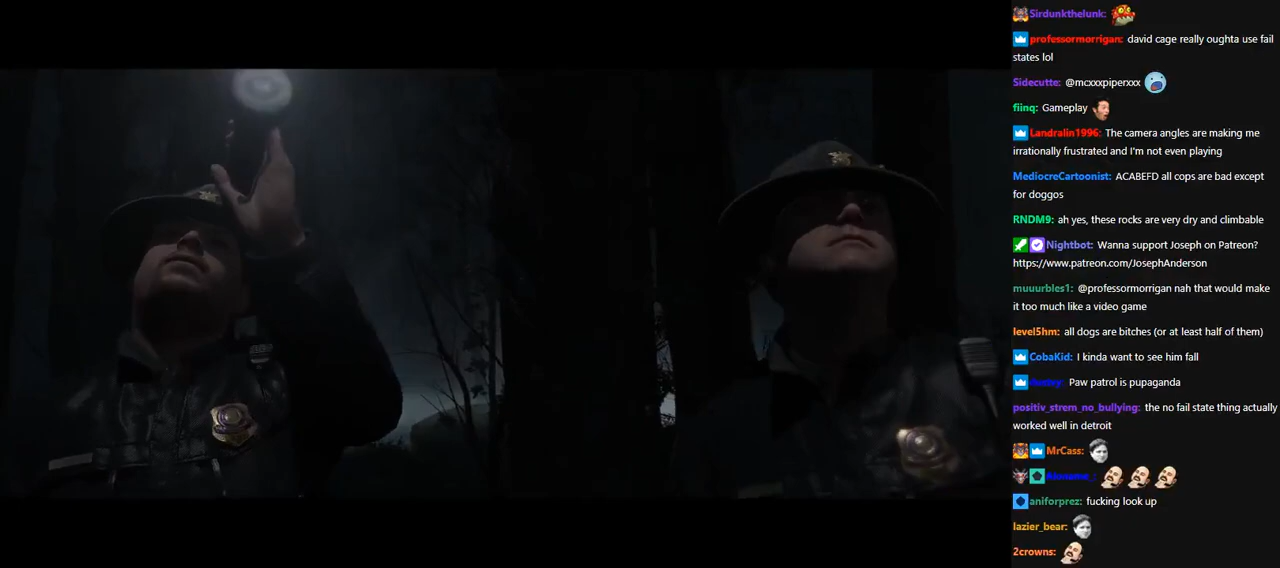 Sirdunkthelunk:
professormorrigan: david cage really oughta use fail
states lol
Sidecutte: @mcxxxpiperxxx
fiinq: Gameplay
Landralin1996: The camera angles are making me
irrationally frustrated and I'm not even playing
MediocreCartoonist: ACABEFD all cops are bad except
for doggos
RNDM9: ah yes, these rocks are very dry and climbable
Nightbot: Wanna support Joseph on Patreon?
https://www.patreon.com/JosephAnderson
muuurbles1: @professormorrigan nah that would make
it too much like a video game
level5hm: all dogs are bitches (or at least half of them)
CobaKid: I kinda want to see him fall
Paw patrol is pupaganda
positiv_strem_no_bullying: the no fail state thing actually
worked well in detroit
MrCass:
aniforprez: fucking look up
lazier_bear:
2crowns: